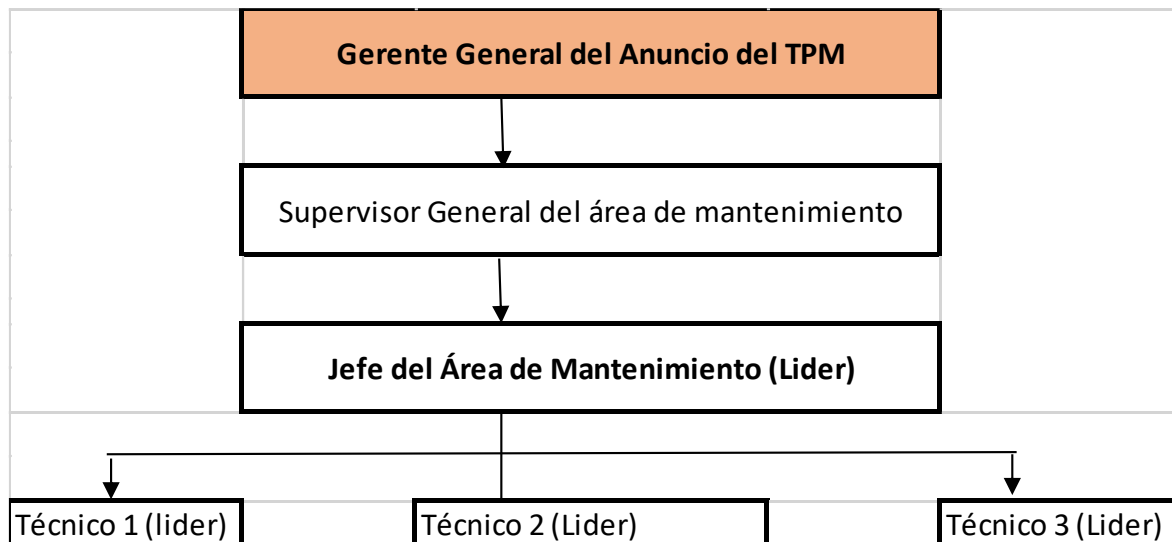 Gerente General del Anuncio del TPM
Supervisor General del área de mantenimiento
Jefe del Área de Mantenimiento (Lider)
Técnico 1 (lider)
Técnico 2 (Lider)
Técnico 3 (Lider)